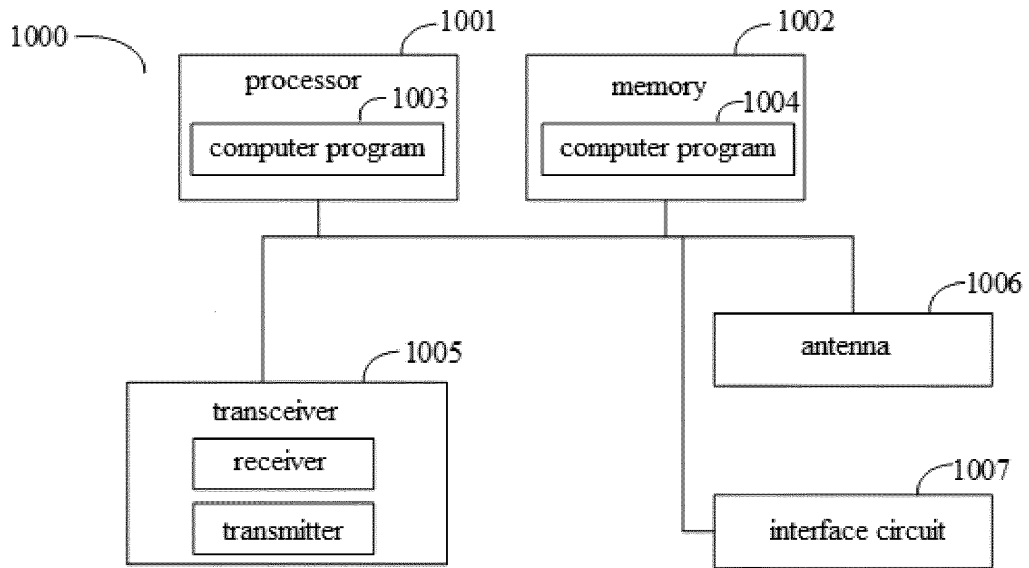 1000
1001
processor
1003
computer program
1002
memory
1004
computer program
1005
transceiver
receiver
transmitter
1006
antenna
1007
interface circuit